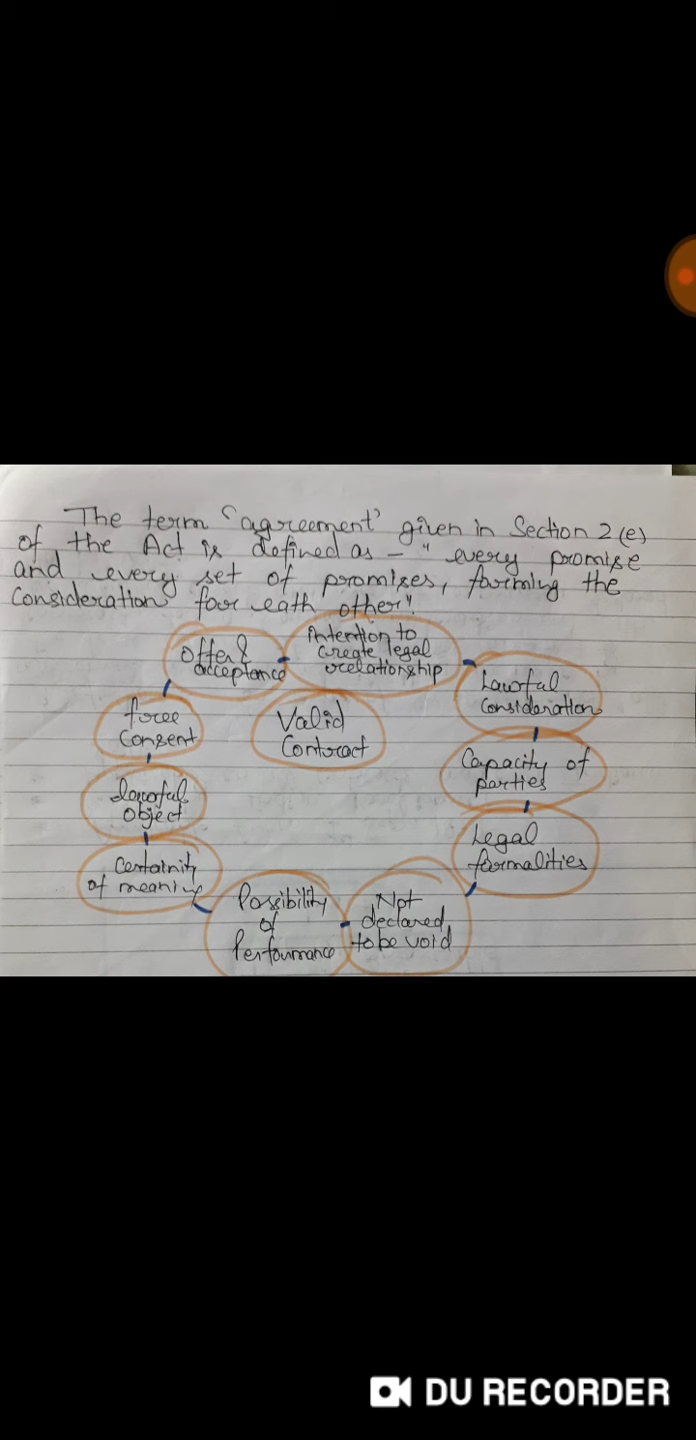 The term 'agreement' given in Section 2(e)
of the Act is defined as - "every promise
and every set of promises, forming the
Consideration for eath other".
Offer &
acceptance
Intention to
create legal
relationship
Lawful
Consideration
free
Consent
Valid
Contract
Capacity of
parties
lawful
object
Legal
formalities
Certainity
of meaning
Possibility
of
Performance
Not
declared
to be void
DU RECORDER